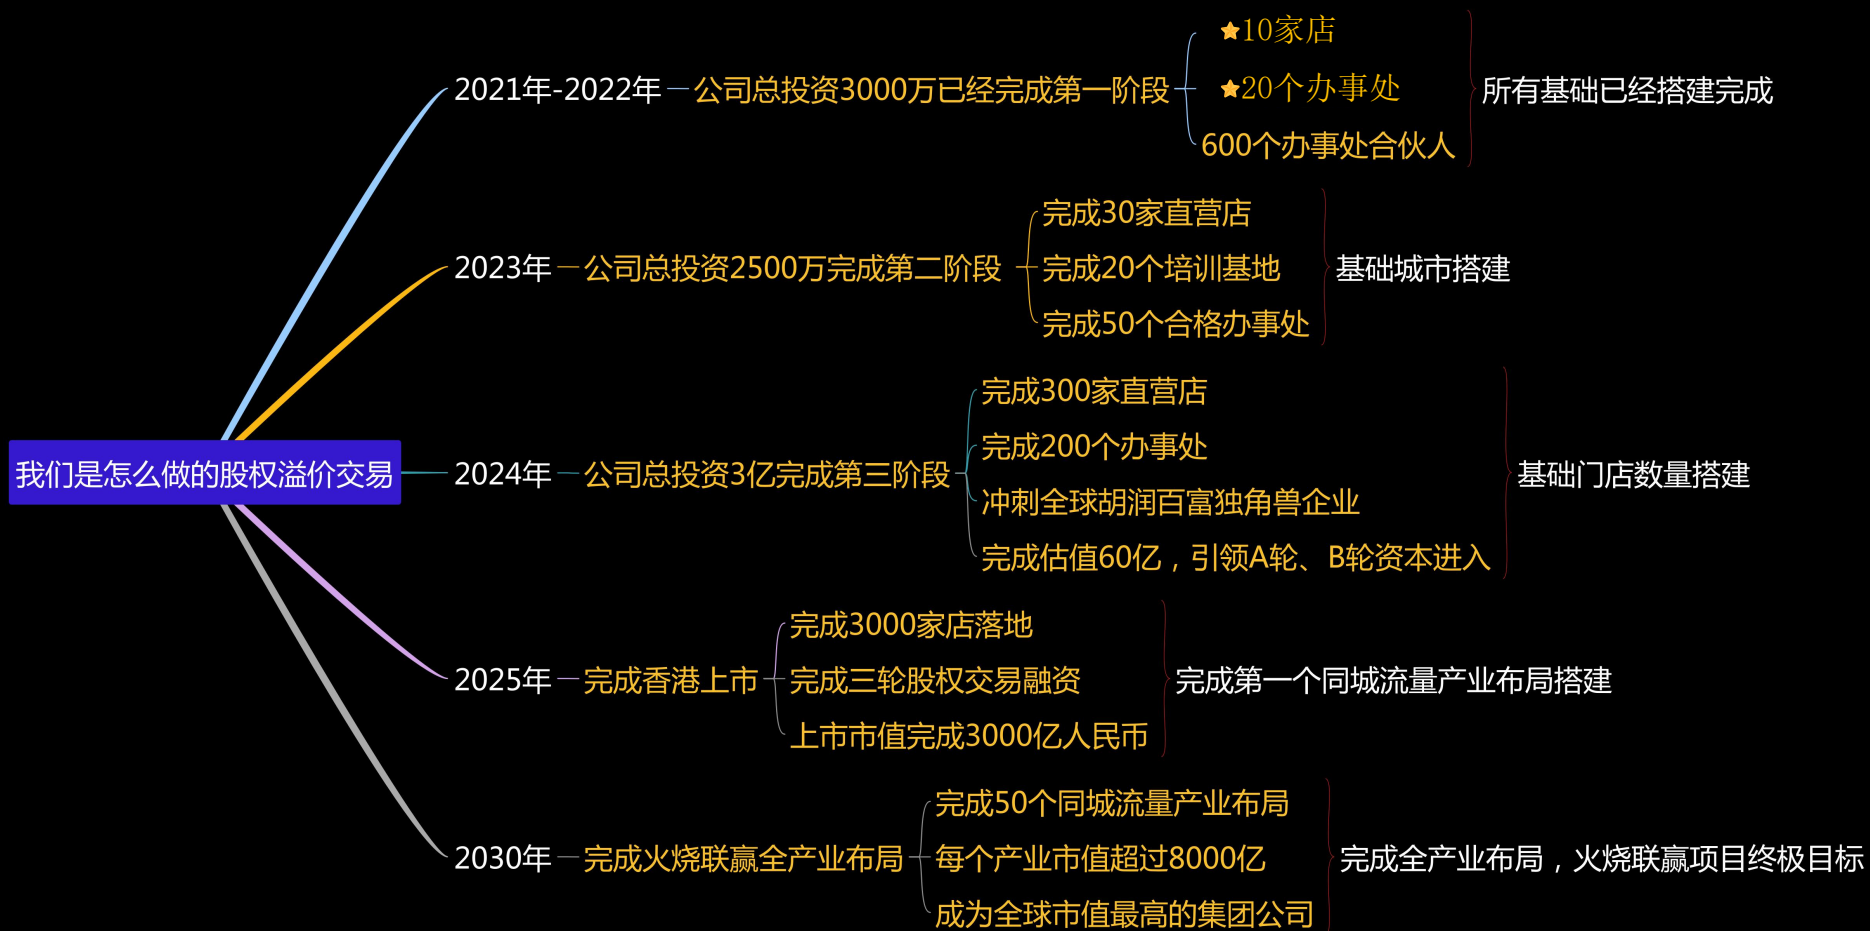 我们是怎么做的股权溢价交易
2021年-2022年
公司总投资3000万已经完成第一阶段
10家店
20个办事处
600个办事处合伙人
所有基础已经搭建完成
2023年
公司总投资2500万完成第二阶段
完成30家直营店
完成20个培训基地
完成50个合格办事处
基础城市搭建
2024年
公司总投资3亿完成第三阶段
完成300家直营店
完成200个办事处
冲刺全球胡润百富独角兽企业
完成估值60亿，引领A轮、B轮资本进入
基础门店数量搭建
2025年
完成香港上市
完成3000家店落地
完成三轮股权交易融资
上市市值完成3000亿人民币
完成第一个同城流量产业布局搭建
2030年
完成火烧联赢全产业布局
完成50个同城流量产业布局
每个产业市值超过8000亿
成为全球市值最高的集团公司
完成全产业布局，火烧联赢项目终极目标